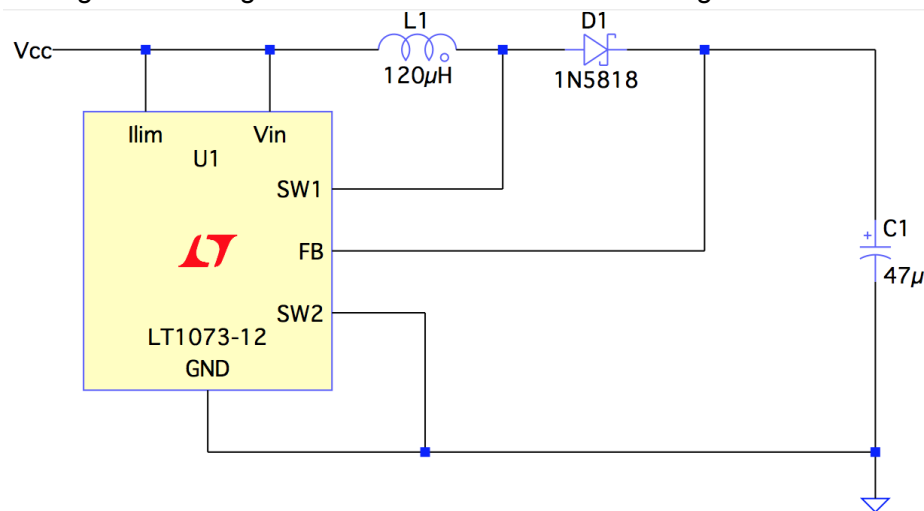 L1
D1
Vcc
120µH
1N5818
Ilim
Vin
U1
SW1
C1
FB
47µ
SW2
LT1073-12
GND